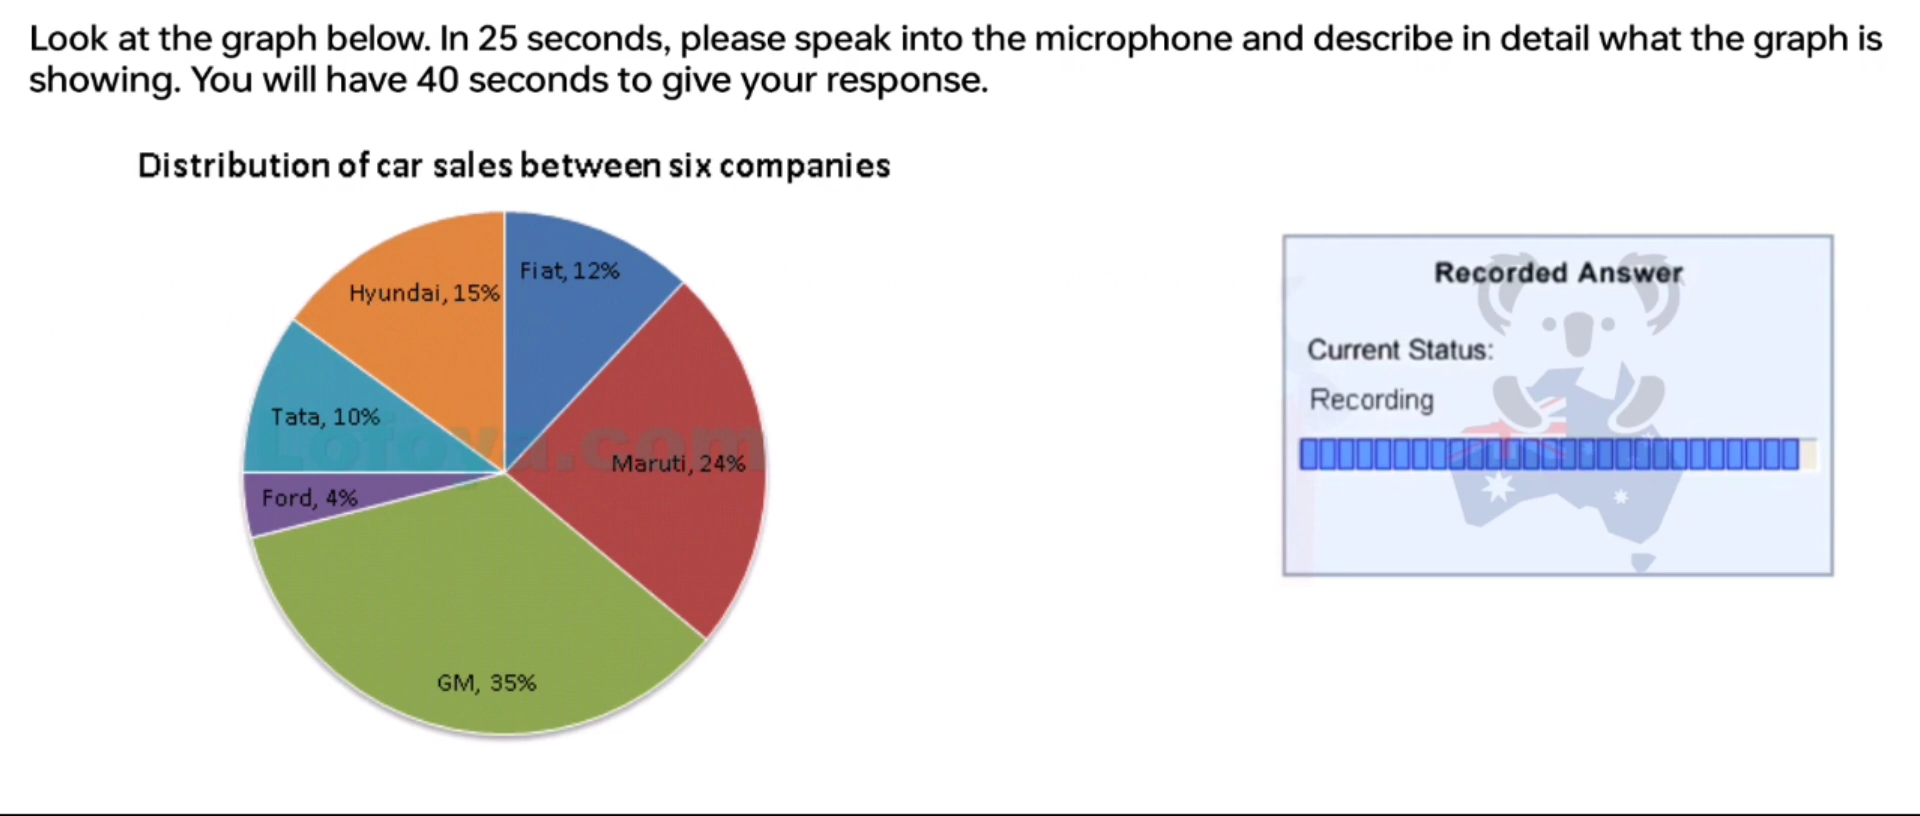 Look at the graph below. In 25 seconds, please speak into the microphone and describe in detail what the graph is
showing. You will have 40 seconds to give your response.
Distribution of car sales between six companies
Fiat, 12%
Hyundai, 15%
Tata, 10%
Maruti, 24%
Ford, 4%
GM, 35%
Lofoya.com
Recorded Answer
Current Status:
Recording